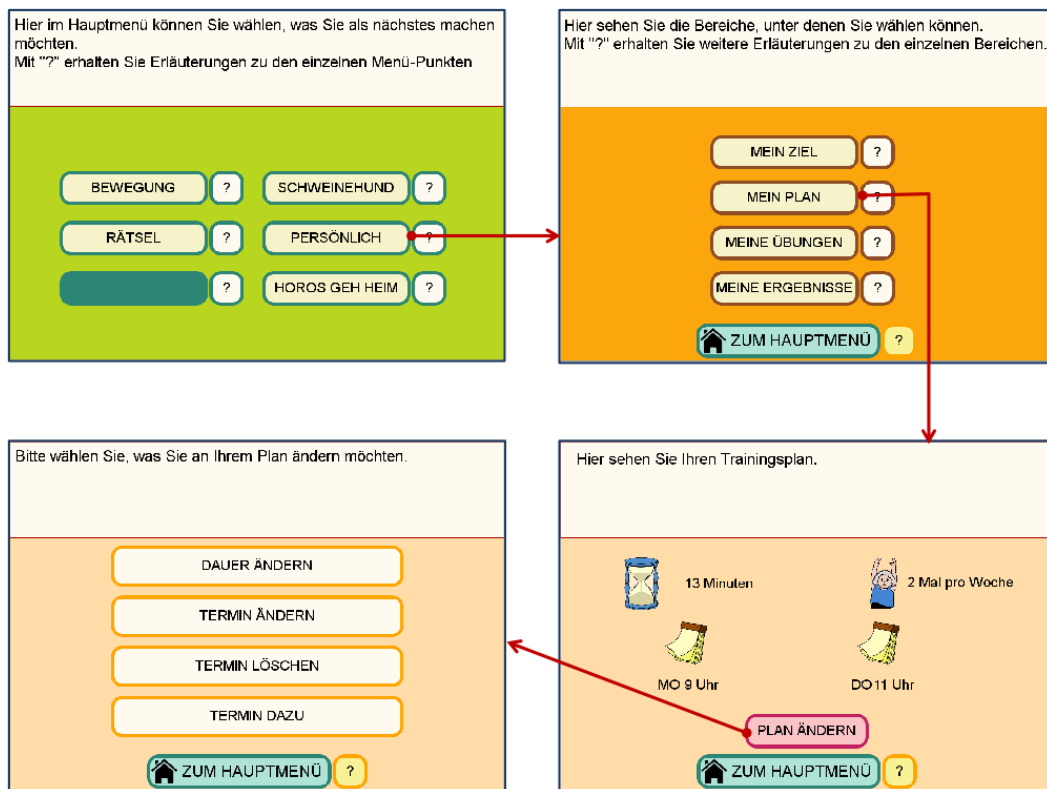 Hier im Hauptmenü können Sie wählen, was Sie als nächstes machen
möchten.
Mit "?" erhalten Sie Erläuterungen zu den einzelnen Menü-Punkten
BEWEGUNG ? SCHWEINEHUND ?
RÄTSEL ? PERSÖNLICH ?
? HOROS GEH HEIM ?
Hier sehen Sie die Bereiche, unter denen Sie wählen können.
Mit "?" erhalten Sie weitere Erläuterungen zu den einzelnen Bereichen.
MEIN ZIEL ?
MEIN PLAN ?
MEINE ÜBUNGEN ?
MEINE ERGEBNISSE ?
ZUM HAUPTMENÜ ?
Bitte wählen Sie, was Sie an Ihrem Plan ändern möchten.
DAUER ÄNDERN
TERMIN ÄNDERN
TERMIN LÖSCHEN
TERMIN DAZU
ZUM HAUPTMENÜ ?
Hier sehen Sie Ihren Trainingsplan.
13 Minuten 2 Mal pro Woche
MO 9 Uhr DO 11 Uhr
PLAN ÄNDERN
ZUM HAUPTMENÜ ?